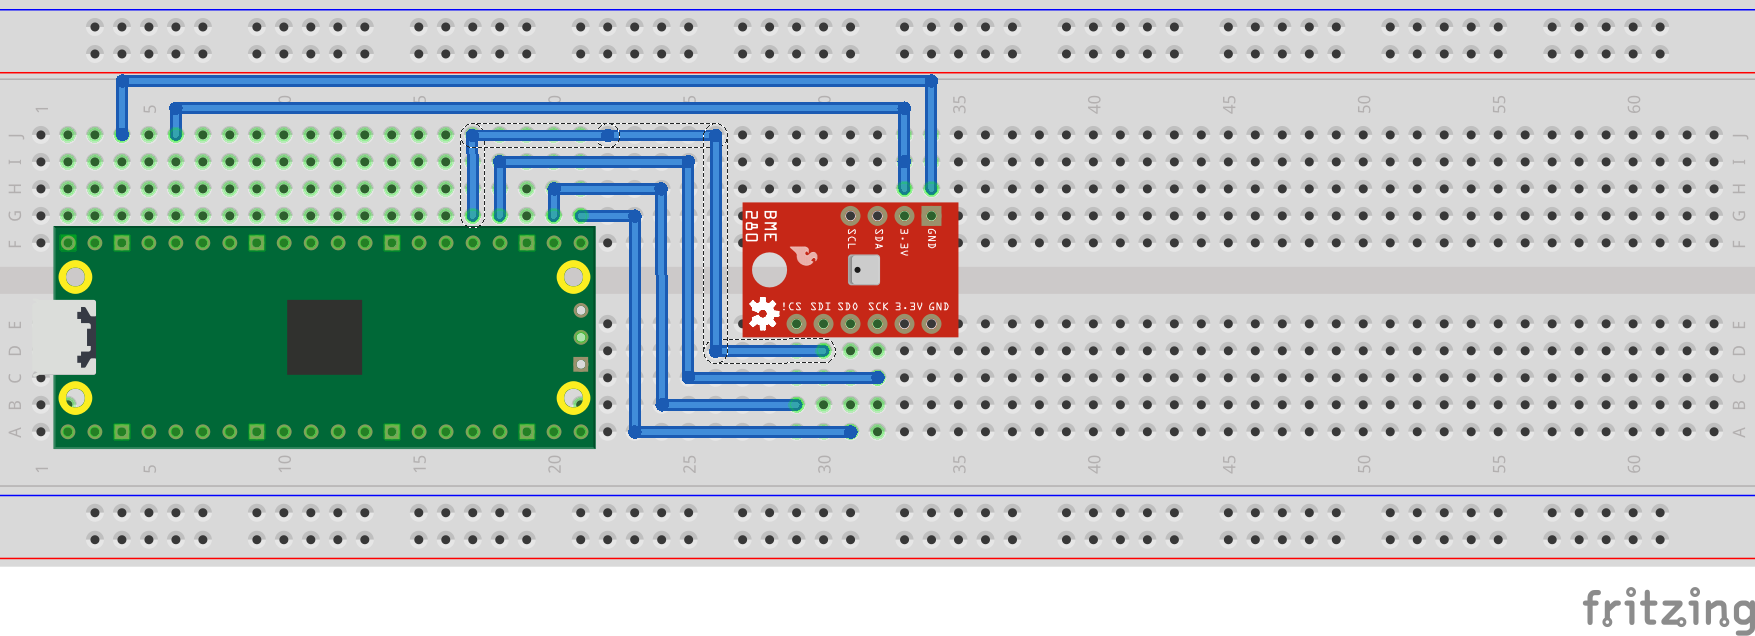 1 5 10 15 20 25 30 35 40 45 50 55 60
J J
I I
H H
G G
F F
BME
280
SCL SDA 3.3V GND
!CS SDI SDO SCK 3.3V GND
E E
D D
C C
B B
A A
1 5 10 15 20 25 30 35 40 45 50 55 60
fritzing